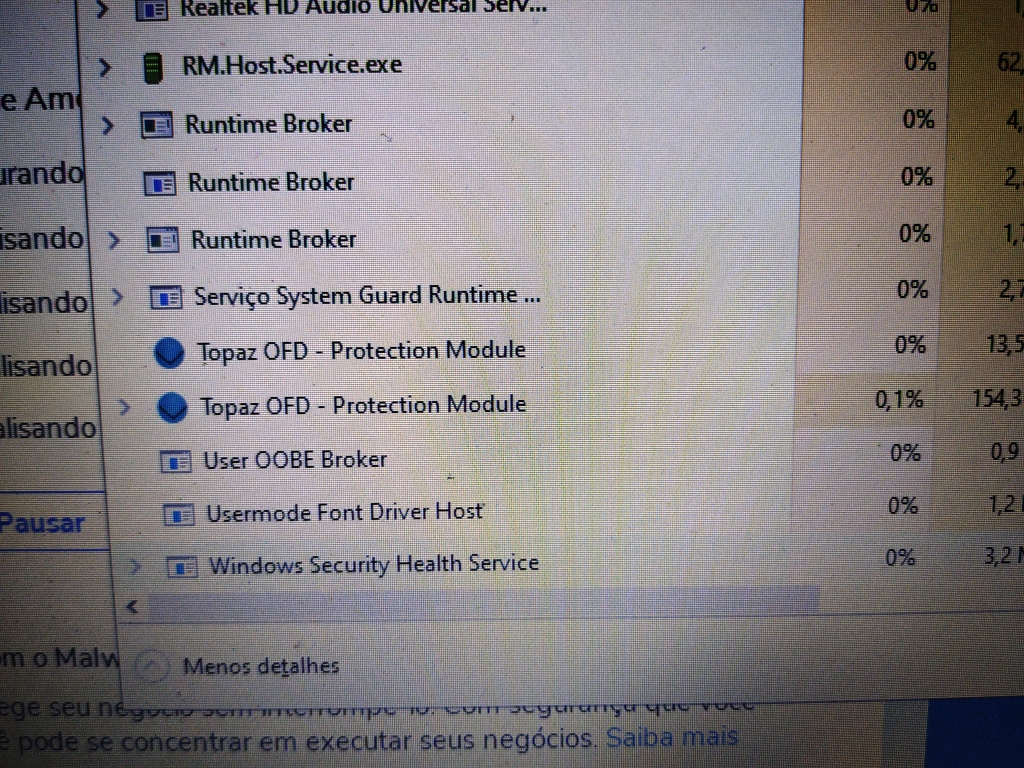 Realtek HD Audio Universal Serv... 0%
RM.Host.Service.exe 0% 62,
e Am
Runtime Broker 0% 4,
urando
Runtime Broker 0% 2,
isando
Runtime Broker 0% 1,7
lisando
Serviço System Guard Runtime ... 0% 2,7
lisando
Topaz OFD - Protection Module 0% 13,5
alisando
Topaz OFD - Protection Module 0,1% 154,3
User OOBE Broker 0% 0,9
Pausar
Usermode Font Driver Host 0% 1,2
Windows Security Health Service 0% 3,2 M
om o Malw
Menos detalhes
ege seu negócio sem interrompê-lo. Com segurança que você
ê pode se concentrar em executar seus negócios. Saiba mais